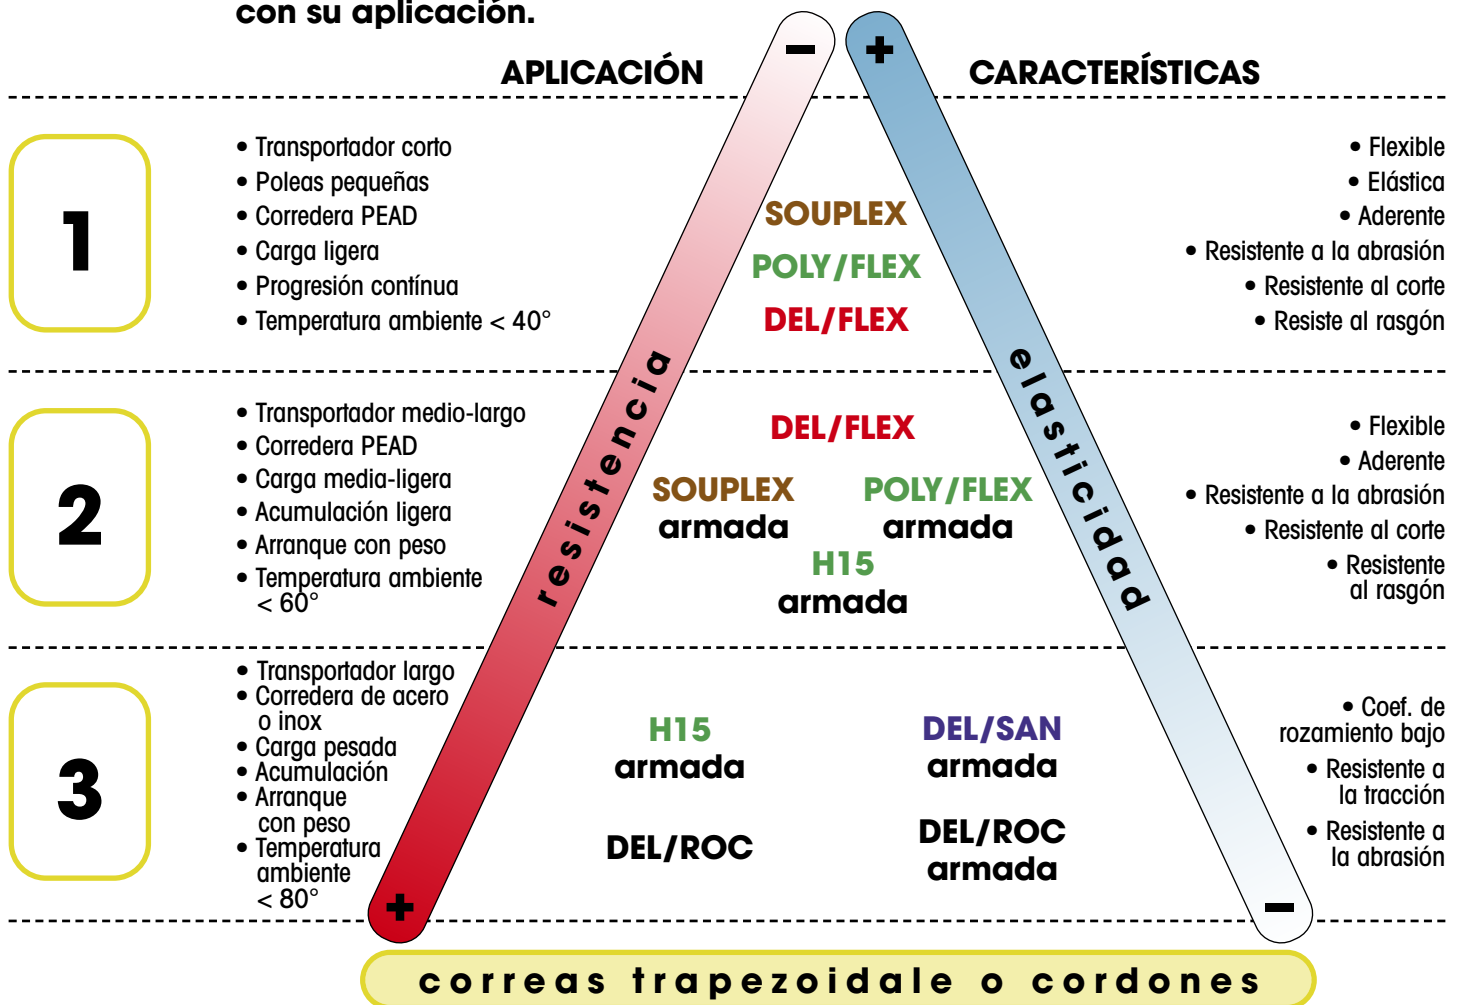 con su aplicación.
APLICACIÓN
CARACTERÍSTICAS
−
+
1
• Transportador corto
• Poleas pequeñas
• Corredera PEAD
• Carga ligera
• Progresión contínua
• Temperatura ambiente < 40°
SOUPLEX
POLY/FLEX
DEL/FLEX
• Flexible
• Elástica
• Aderente
• Resistente a la abrasión
• Resistente al corte
• Resiste al rasgón
resistencia
elasticidad
2
• Transportador medio-largo
• Corredera PEAD
• Carga media-ligera
• Acumulación ligera
• Arranque con peso
• Temperatura ambiente
< 60°
DEL/FLEX
SOUPLEX
armada
POLY/FLEX
armada
H15
armada
• Flexible
• Aderente
• Resistente a la abrasión
• Resistente al corte
• Resistente
al rasgón
3
• Transportador largo
• Corredera de acero
o inox
• Carga pesada
• Acumulación
• Arranque
con peso
• Temperatura
ambiente
< 80°
H15
armada
DEL/SAN
armada
DEL/ROC
DEL/ROC
armada
• Coef. de
rozamiento bajo
• Resistente a
la tracción
• Resistente a
la abrasión
+
−
correas trapezoidale o cordones